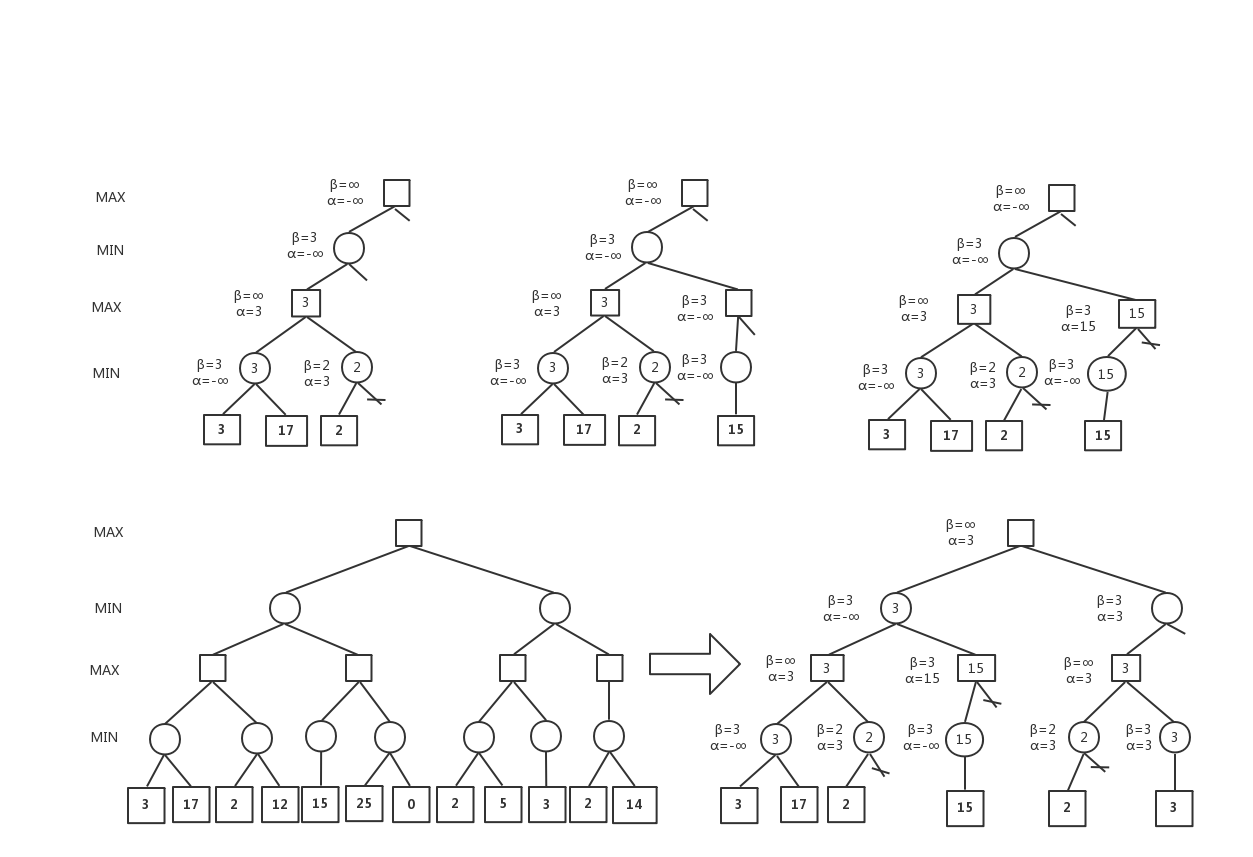 MAX
β=∞
α=-∞
β=∞
α=-∞
β=∞
α=-∞
MIN
β=3
α=-∞
β=3
α=-∞
β=3
α=-∞
MAX
β=∞
α=3
3
β=∞
α=3
3
β=3
α=-∞
β=∞
α=3
3
β=3
α=15
15
MIN
β=3
α=-∞
3
β=2
α=3
2
β=3
α=-∞
3
β=2
α=3
2
β=3
α=-∞
β=3
α=-∞
3
β=2
α=3
2
β=3
α=-∞
15
3 17 2
3 17 2 15
3 17 2 15
MAX
β=∞
α=3
MIN
β=3
α=-∞
3
β=3
α=3
MAX
β=∞
α=3
3
β=3
α=15
15
β=∞
α=3
3
MIN
β=3
α=-∞
3
β=2
α=3
2
β=3
α=-∞
15
β=2
α=3
2
β=3
α=3
3
3 17 2 12 15 25 0 2 5 3 2 14
3 17 2 15 2 3